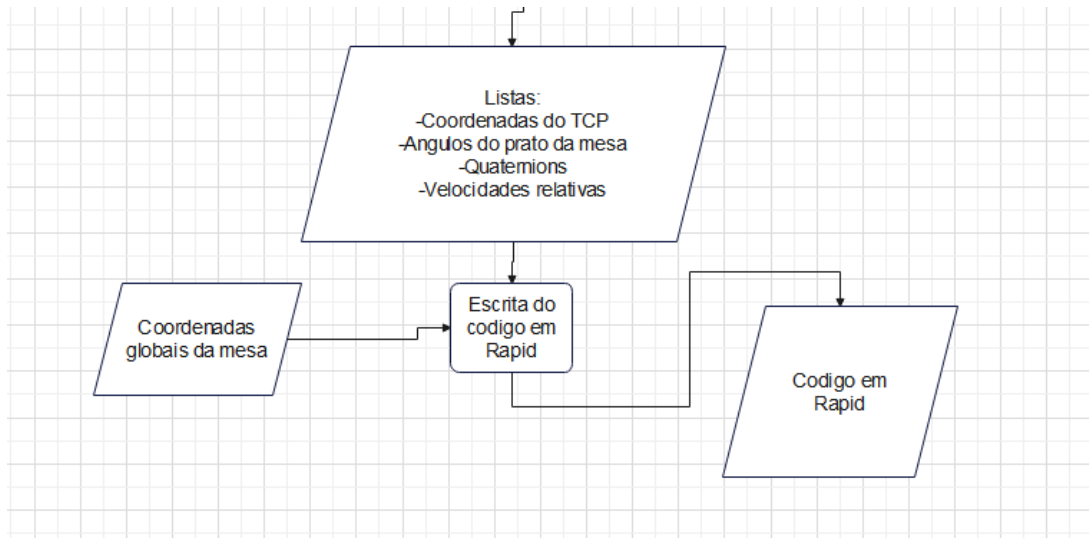 Listas:
-Coordenadas do TCP
-Angulos do prato da mesa
-Quaternions
-Velocidades relativas
Coordenadas
globais da mesa
Escrita do
codigo em
Rapid
Codigo em
Rapid